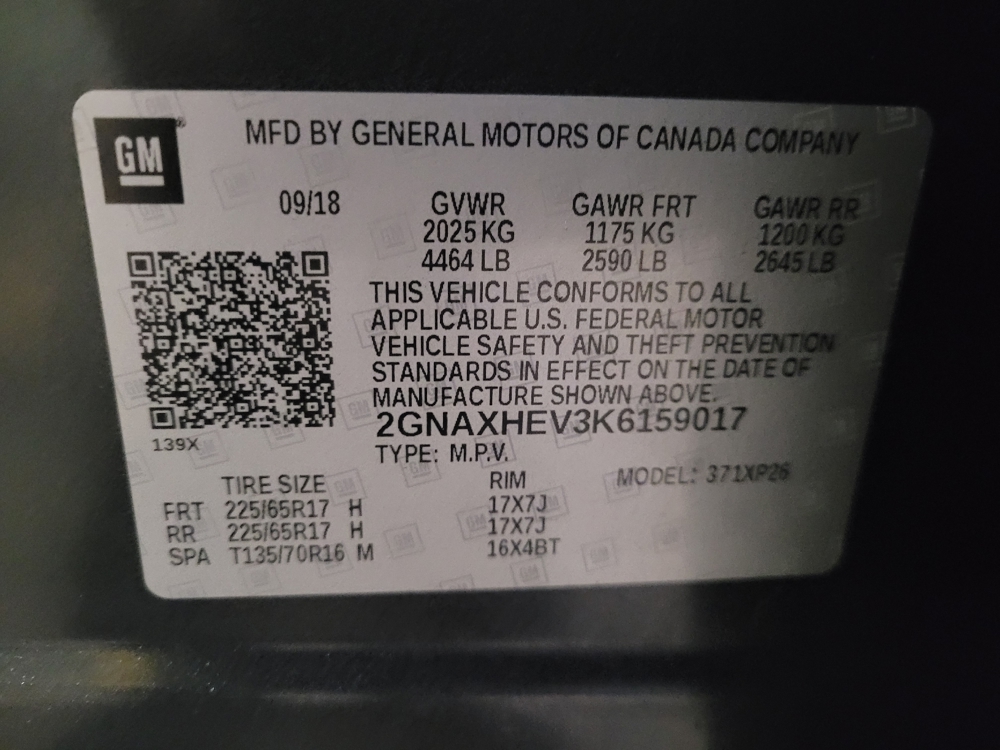 GM
MFD BY GENERAL MOTORS OF CANADA COMPANY
09/18 GVWR GAWR FRT GAWR RR
2025 KG 1175 KG 1200 KG
4464 LB 2590 LB 2645 LB
THIS VEHICLE CONFORMS TO ALL
APPLICABLE U.S. FEDERAL MOTOR
VEHICLE SAFETY AND THEFT PREVENTION
STANDARDS IN EFFECT ON THE DATE OF
MANUFACTURE SHOWN ABOVE.
2GNAXHEV3K6159017
139X
TYPE: M.P.V.
TIRE SIZE RIM MODEL: 371XP26
FRT 225/65R17 H 17X7J
RR 225/65R17 H 17X7J
SPA T135/70R16 M 16X4BT